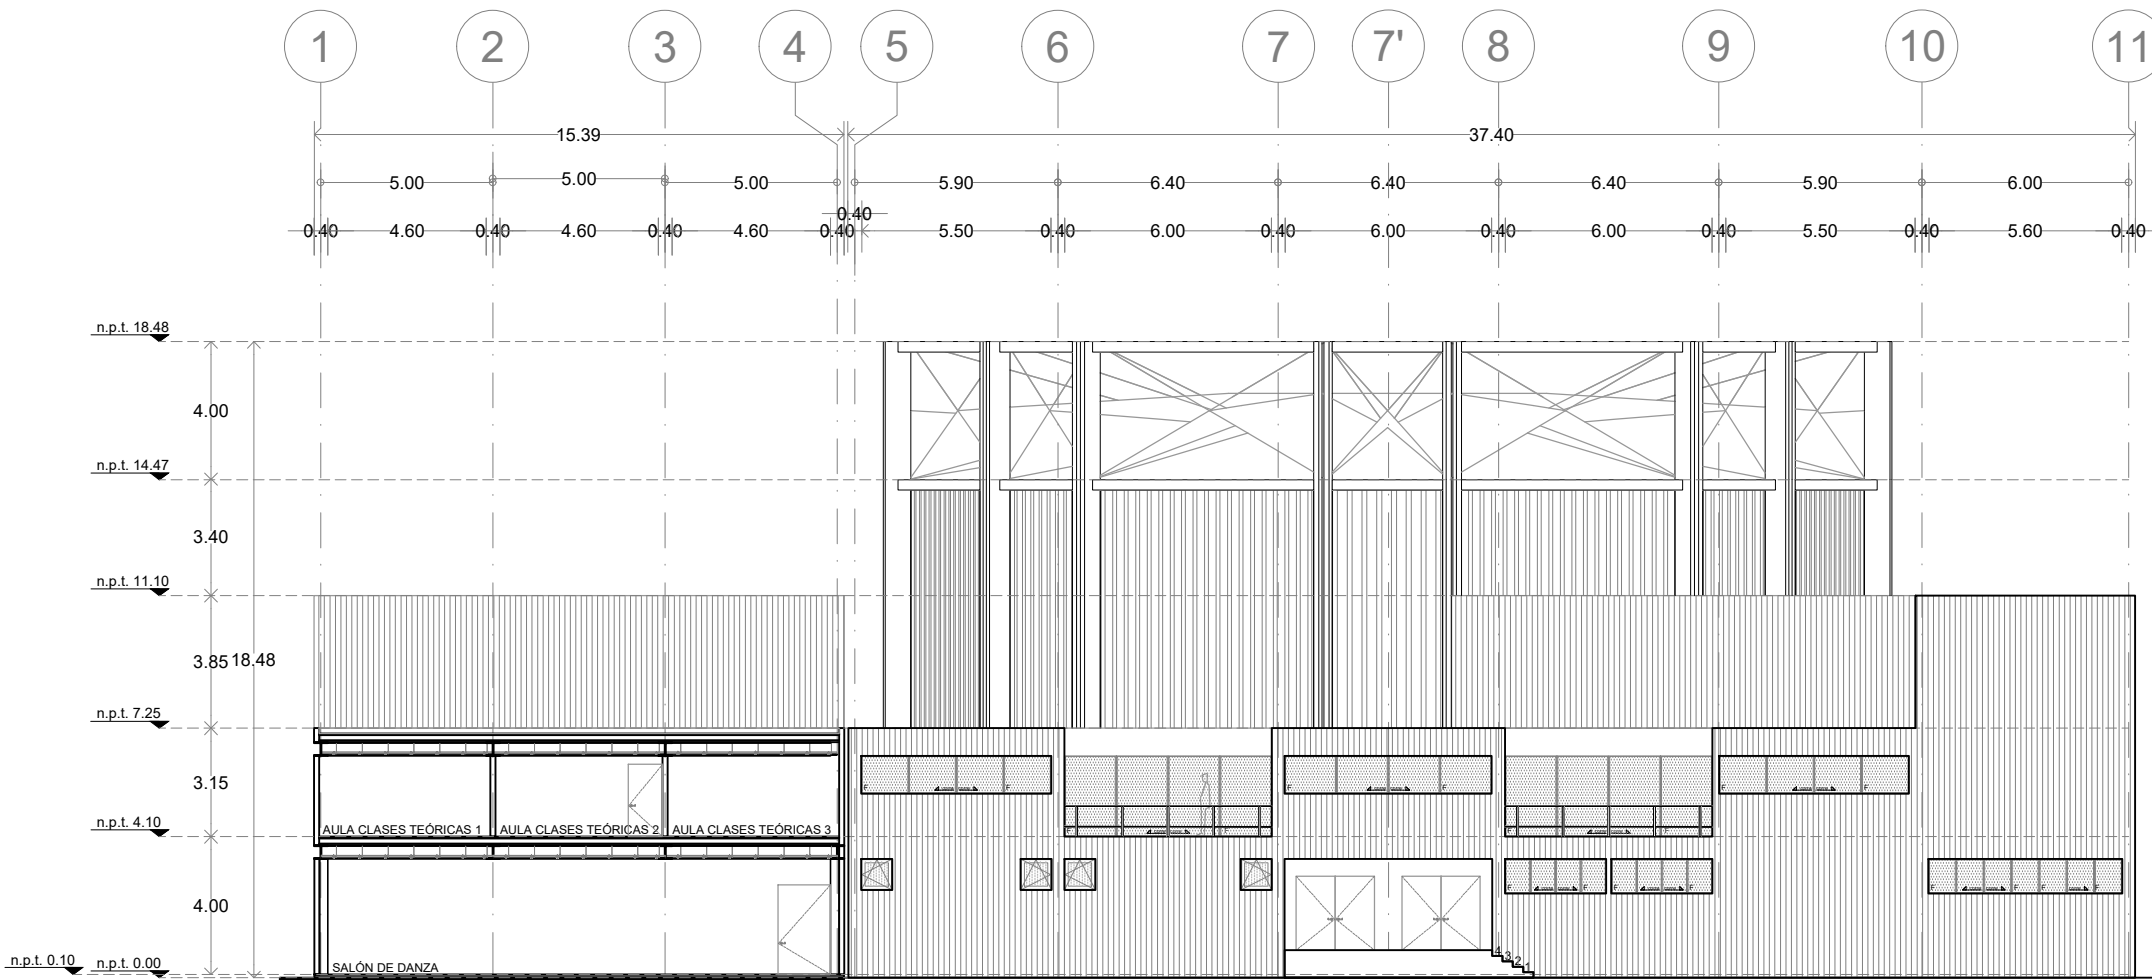 1 2 3 4 5 6 7 7' 8 9 10 11
15.39 37.40
5.00 5.00 5.00 5.90 6.40 6.40 6.40 5.90 6.00
0.40
0.40 4.60 0.40 4.60 0.40 4.60 0.40 5.50 0.40 6.00 0.40 6.00 0.40 6.00 0.40 5.50 0.40 5.60 0.40
n.p.t. 18.48
4.00
n.p.t. 14.47
3.40
n.p.t. 11.10
3.85 18.48
n.p.t. 7.25
3.15
F F F F F F
n.p.t. 4.10
AULA CLASES TEÓRICAS 1 AULA CLASES TEÓRICAS 2 AULA CLASES TEÓRICAS 3
F F F F
F F F F F F F
4.00
4
3
2
1
n.p.t. 0.10 n.p.t. 0.00
SALÓN DE DANZA